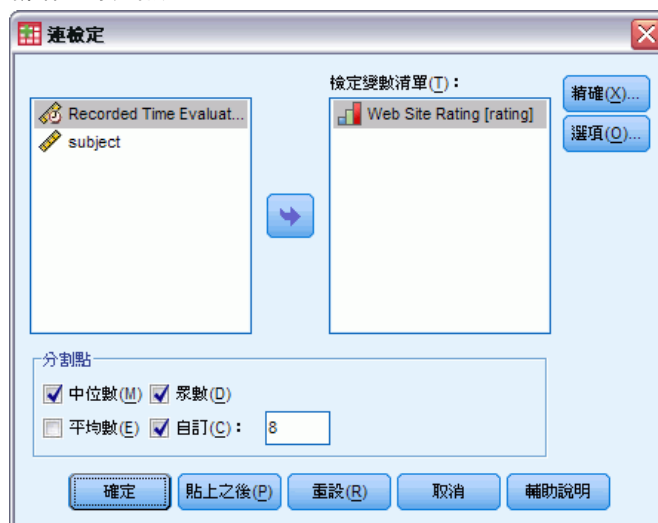 連檢定
檢定變數清單(T)：
Recorded Time Evaluat...
subject
Web Site Rating [rating]
精確(X)...
選項(O)...
分割點
中位數(M) 眾數(D)
平均數(E) 自訂(C)： 8
確定 貼上之後(P) 重設(R) 取消 輔助說明